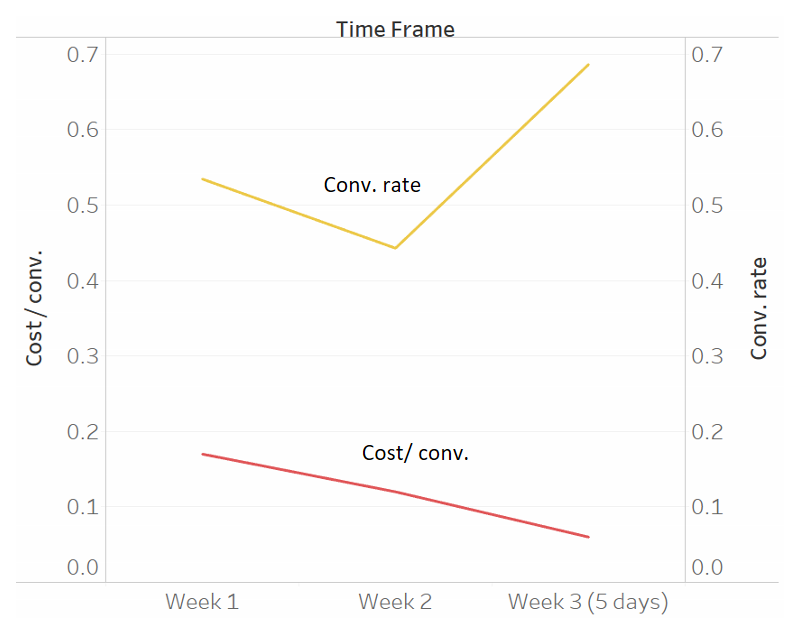 Time Frame
0.7
0.6
0.5
0.4
0.3
0.2
0.1
0.0
Cost / conv.
Conv. rate
Cost/ conv.
0.7
0.6
0.5
0.4
0.3
0.2
0.1
0.0
Conv. rate
Week 1
Week 2
Week 3 (5 days)